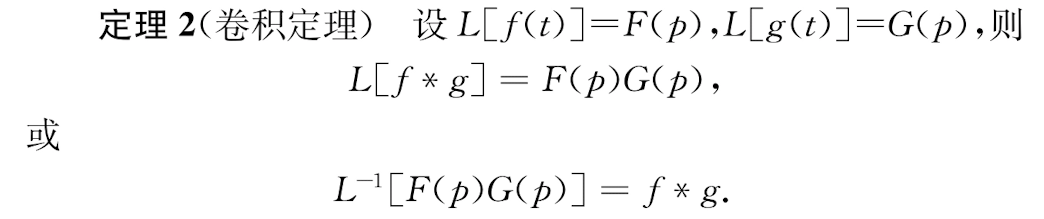 定理 2(卷积定理) 设 L[f(t)]=F(p),L[g(t)]=G(p),则
L[f * g] = F(p)G(p),
或
L⁻¹[F(p)G(p)] = f * g.